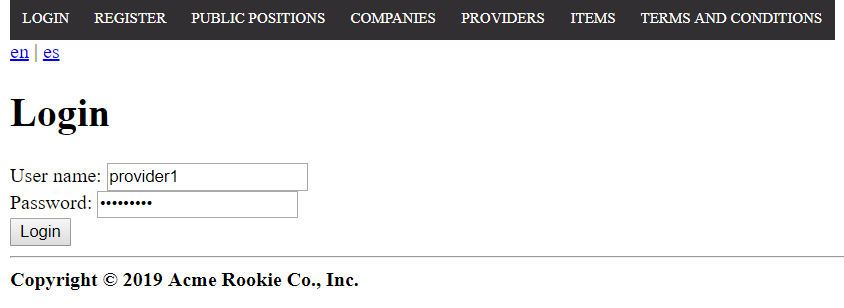 LOGIN REGISTER PUBLIC POSITIONS COMPANIES PROVIDERS ITEMS TERMS AND CONDITIONS
en | es
Login
User name: provider1
Password: •••••••••
Login
Copyright © 2019 Acme Rookie Co., Inc.